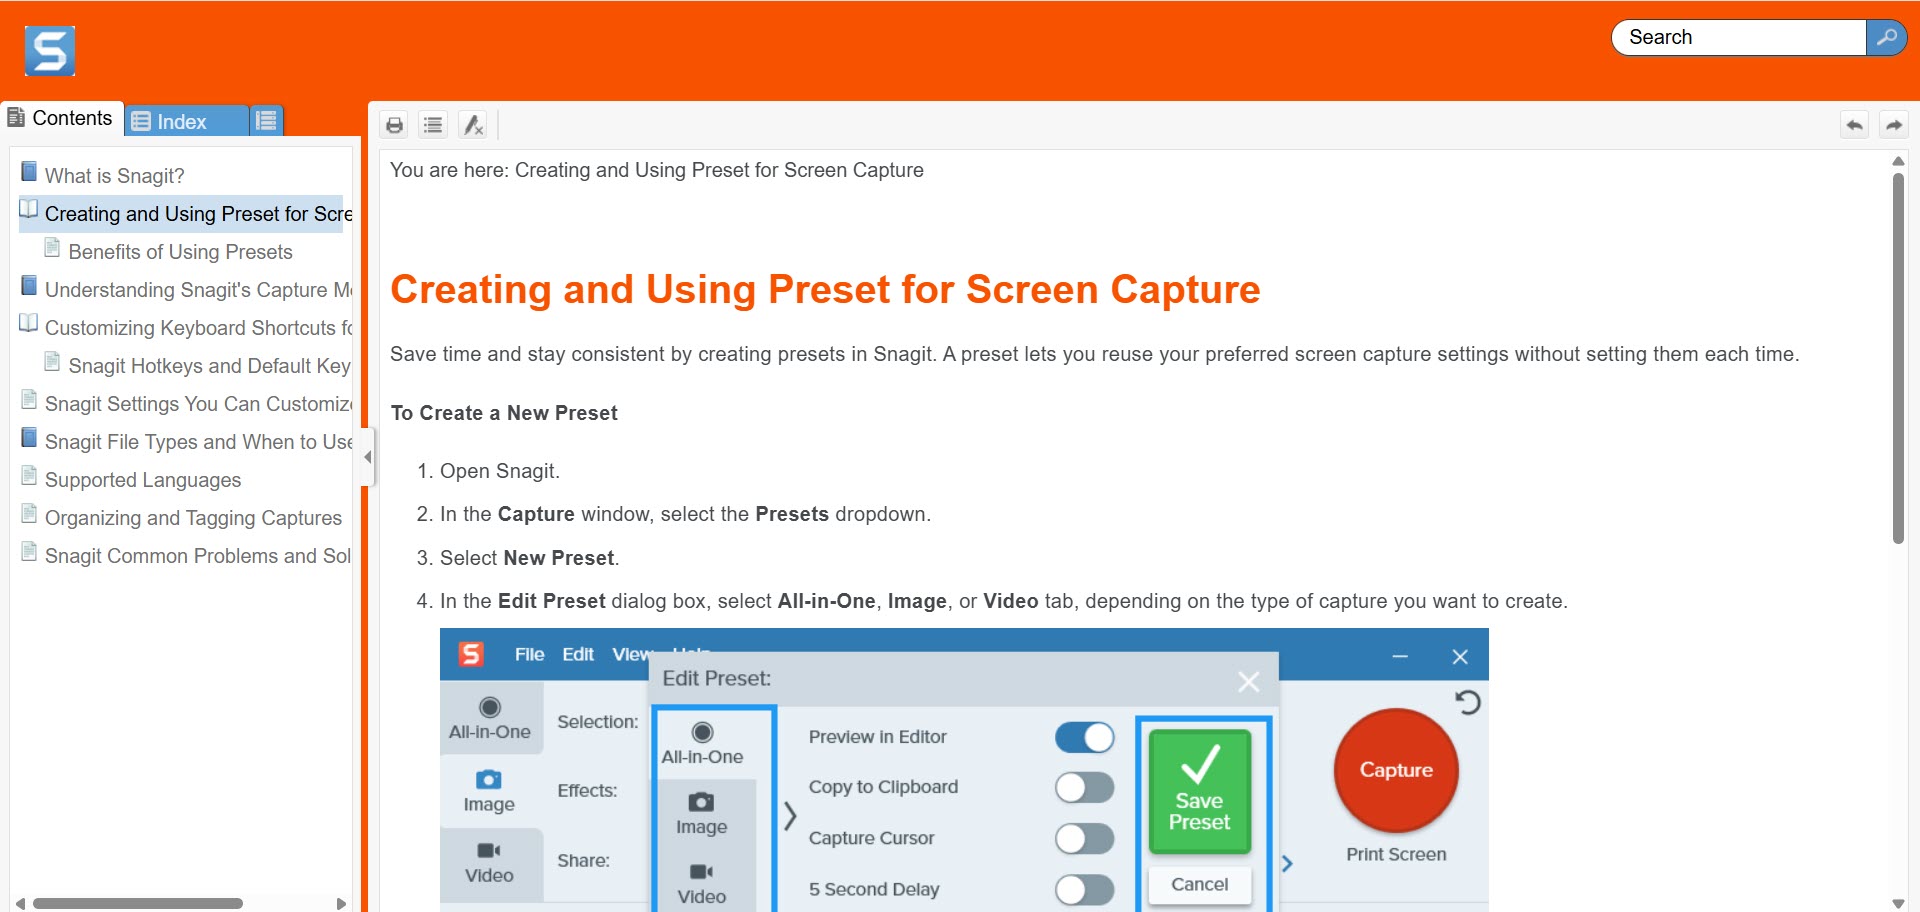 Search
Contents
Index
What is Snagit?
Creating and Using Preset for Scre
Benefits of Using Presets
Understanding Snagit's Capture M
Customizing Keyboard Shortcuts fo
Snagit Hotkeys and Default Key
Snagit Settings You Can Customiz
Snagit File Types and When to Use
Supported Languages
Organizing and Tagging Captures
Snagit Common Problems and Sol
You are here: Creating and Using Preset for Screen Capture
Creating and Using Preset for Screen Capture
Save time and stay consistent by creating presets in Snagit. A preset lets you reuse your preferred screen capture settings without setting them each time.
To Create a New Preset
1. Open Snagit.
2. In the Capture window, select the Presets dropdown.
3. Select New Preset.
4. In the Edit Preset dialog box, select All-in-One, Image, or Video tab, depending on the type of capture you want to create.
File Edit View Help
All-in-One
Image
Video
Selection:
Effects:
Share:
Edit Preset:
All-in-One
Image
Video
Preview in Editor
Copy to Clipboard
Capture Cursor
5 Second Delay
Save
Preset
Cancel
Capture
Print Screen